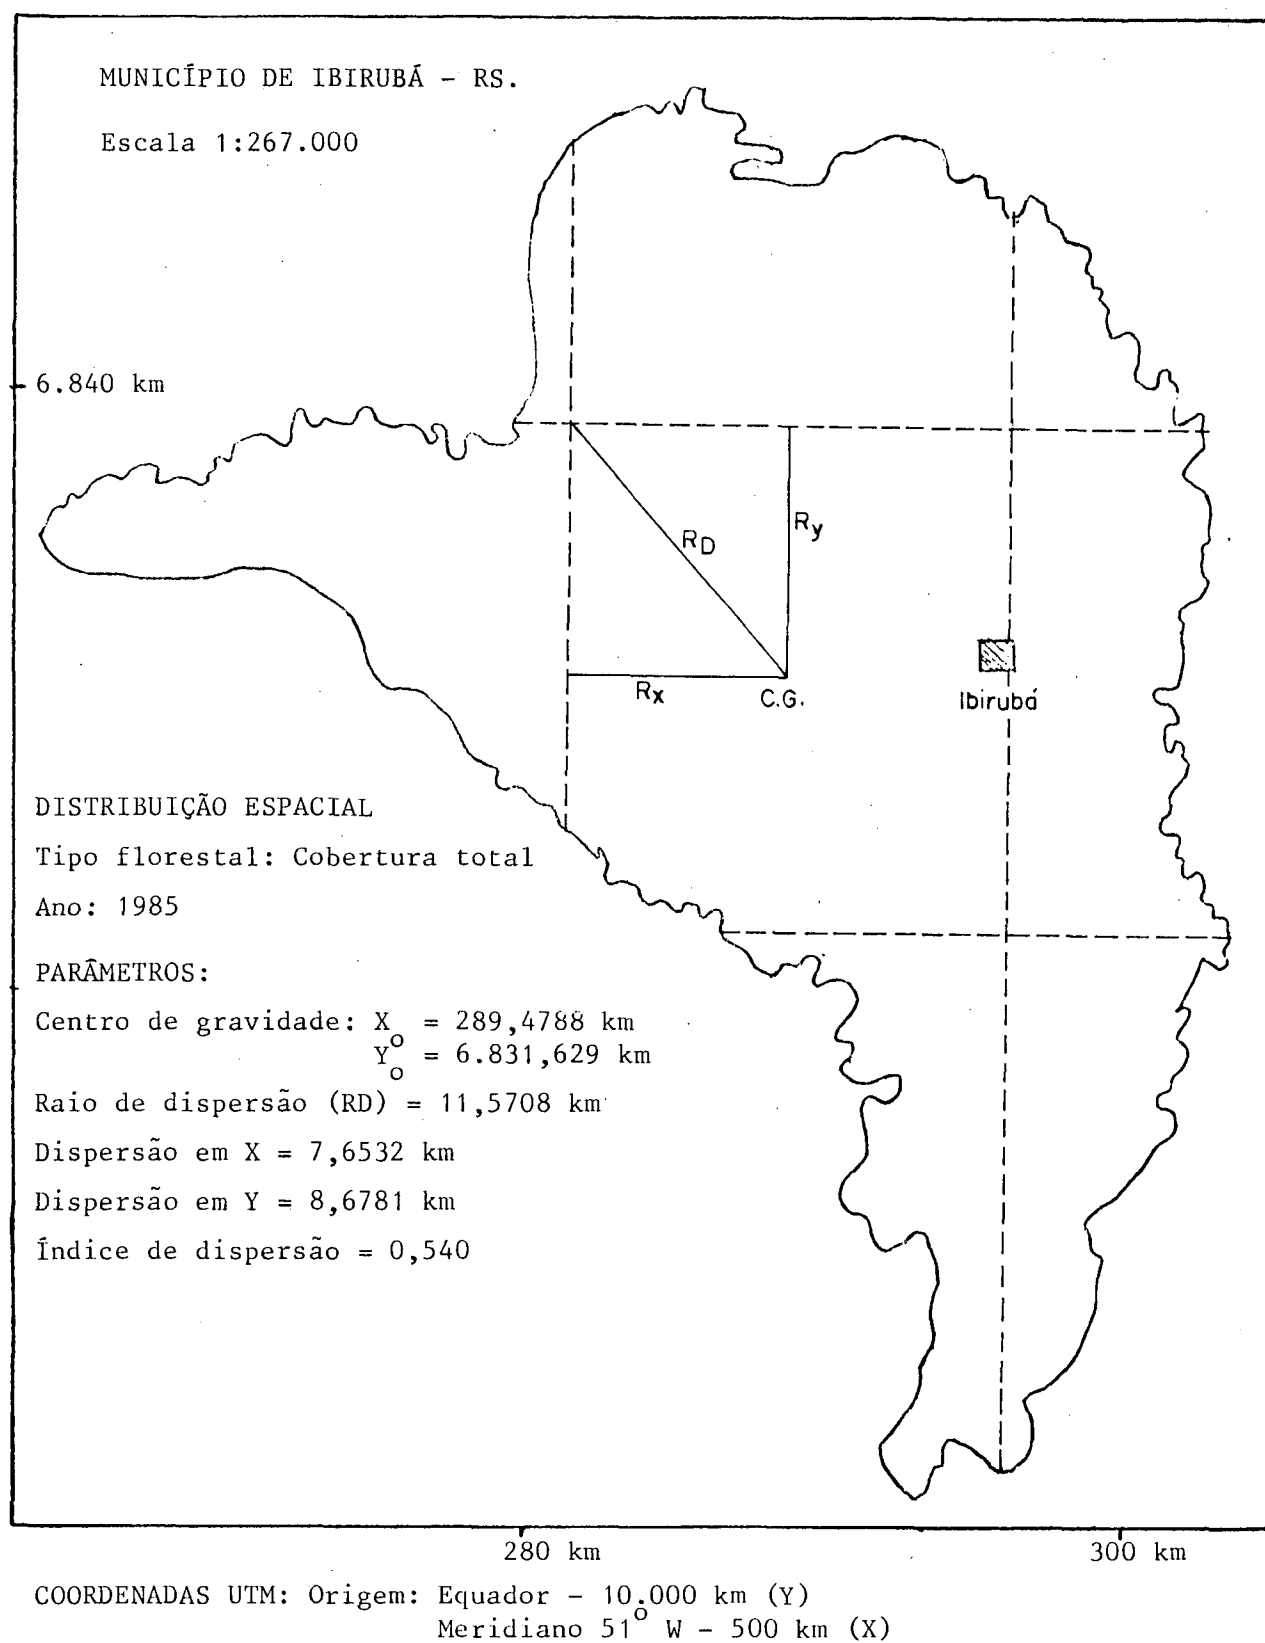 MUNICÍPIO DE IBIRUBÁ - RS.
Escala 1:267.000
6.840 km
RD
Ry
Rx
C.G.
Ibirubá
DISTRIBUIÇÃO ESPACIAL
Tipo florestal: Cobertura total
Ano: 1985
PARÂMETROS:
Centro de gravidade: Xo = 289,4788 km
Yo = 6.831,629 km
Raio de dispersão (RD) = 11,5708 km
Dispersão em X = 7,6532 km
Dispersão em Y = 8,6781 km
Índice de dispersão = 0,540
280 km
300 km
COORDENADAS UTM: Origem: Equador - 10.000 km (Y)
Meridiano 51º W - 500 km (X)